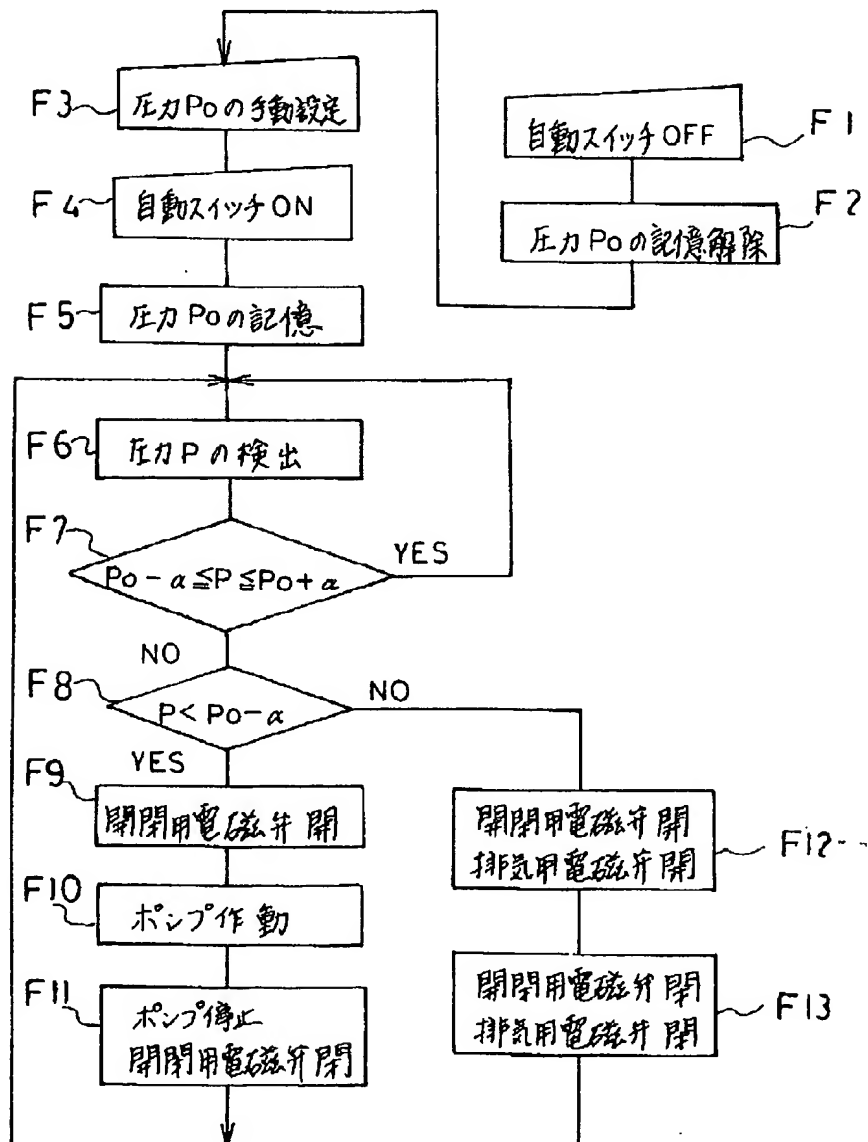 F3
圧力Poの手動設定
自動スイッチOFF
F1
F4
自動スイッチON
F2
圧力Poの記憶解除
F5
圧力Poの記憶
F6
圧力Pの検出
F7
Po-α≦P≦Po+α
YES
NO
F8
P<Po-α
NO
YES
F9
開閉用電磁弁開
開閉用電磁弁開
排気用電磁弁開
F12
F10
ポンプ作動
F11
ポンプ停止
開閉用電磁弁閉
開閉用電磁弁閉
排気用電磁弁閉
F13